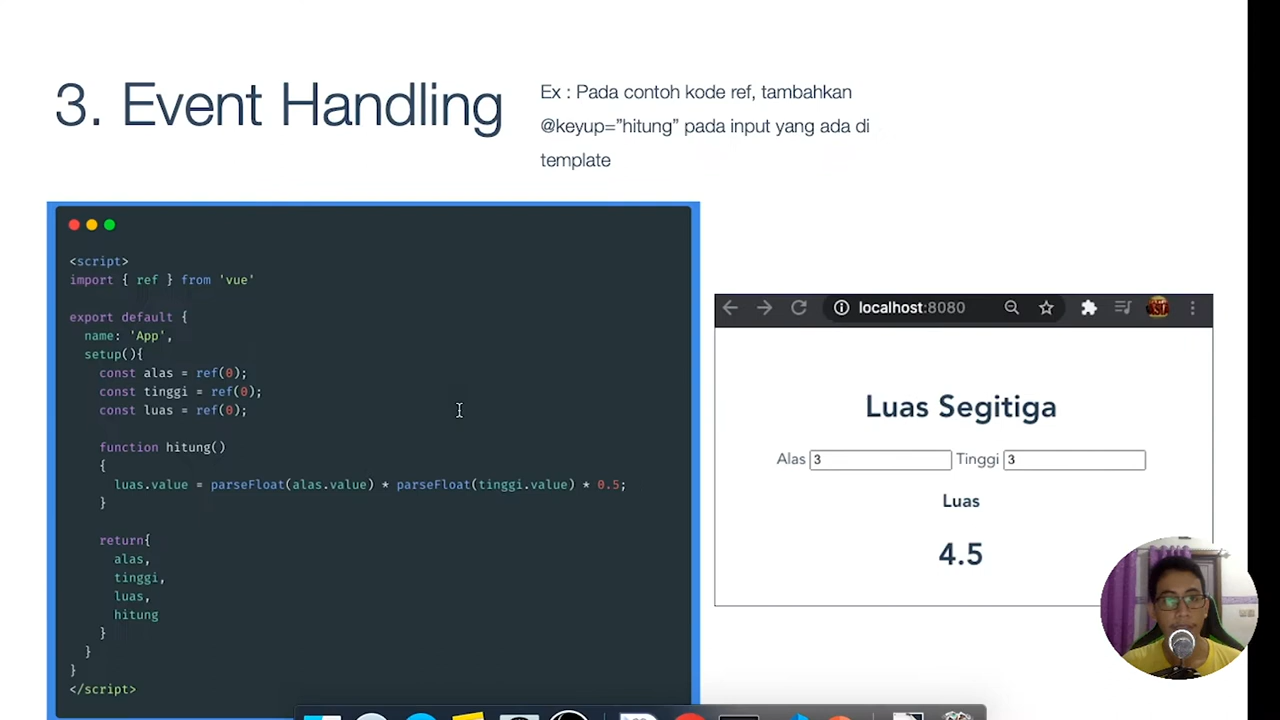 3. Event Handling
Ex : Pada contoh kode ref, tambahkan
@keyup=”hitung” pada input yang ada di
template
<script>
import { ref } from 'vue'
export default {
name: 'App',
setup(){
const alas = ref(0);
const tinggi = ref(0);
const luas = ref(0);
function hitung()
{
luas.value = parseFloat(alas.value) * parseFloat(tinggi.value) * 0.5;
}
return{
alas,
tinggi,
luas,
hitung
}
}
}
</script>
localhost:8080
Luas Segitiga
Alas 3 Tinggi 3
Luas
4.5